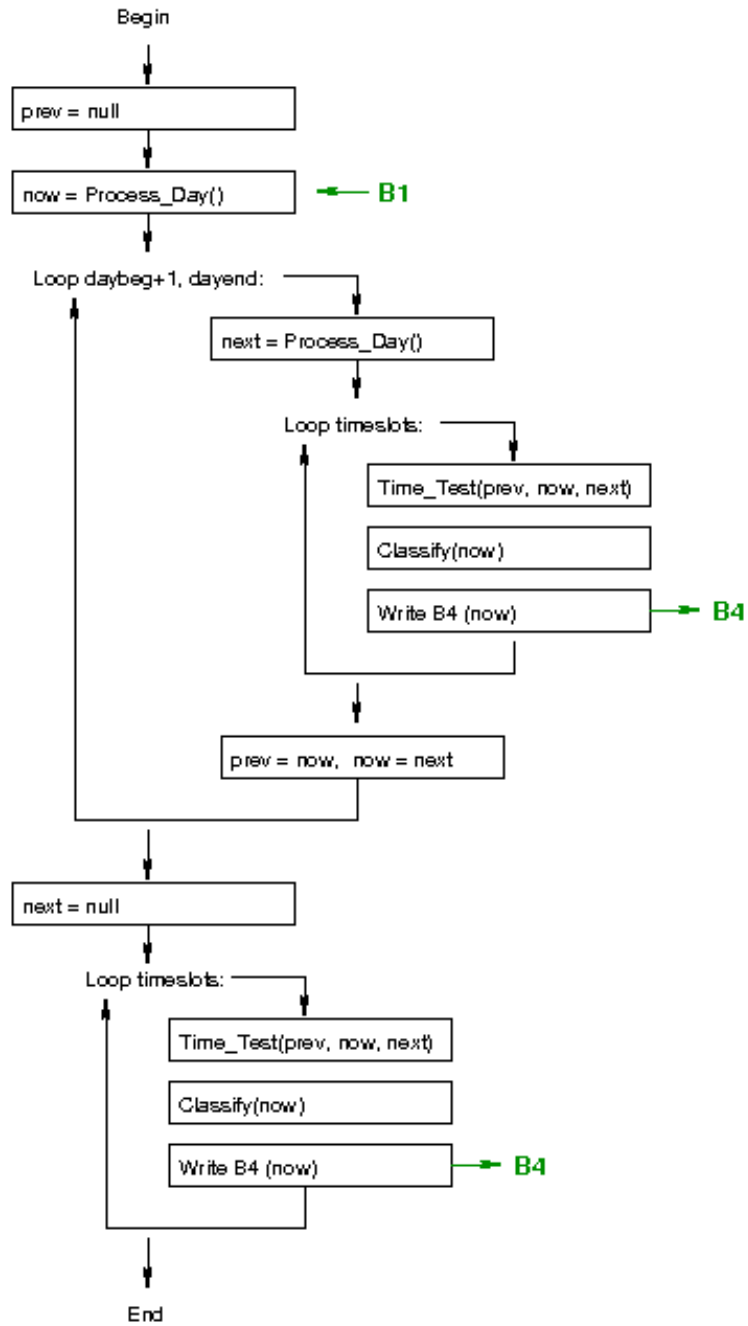 Begin
prev = null
now = Process_Day()
B1
Loop daybeg+1, dayend:
next = Process_Day()
Loop timeslots:
Time_Test(prev, now, next)
Classify(now)
Write B4 (now)
B4
prev = now, now = next
next = null
Loop timeslots:
Time_Test(prev, now, next)
Classify(now)
Write B4 (now)
B4
End